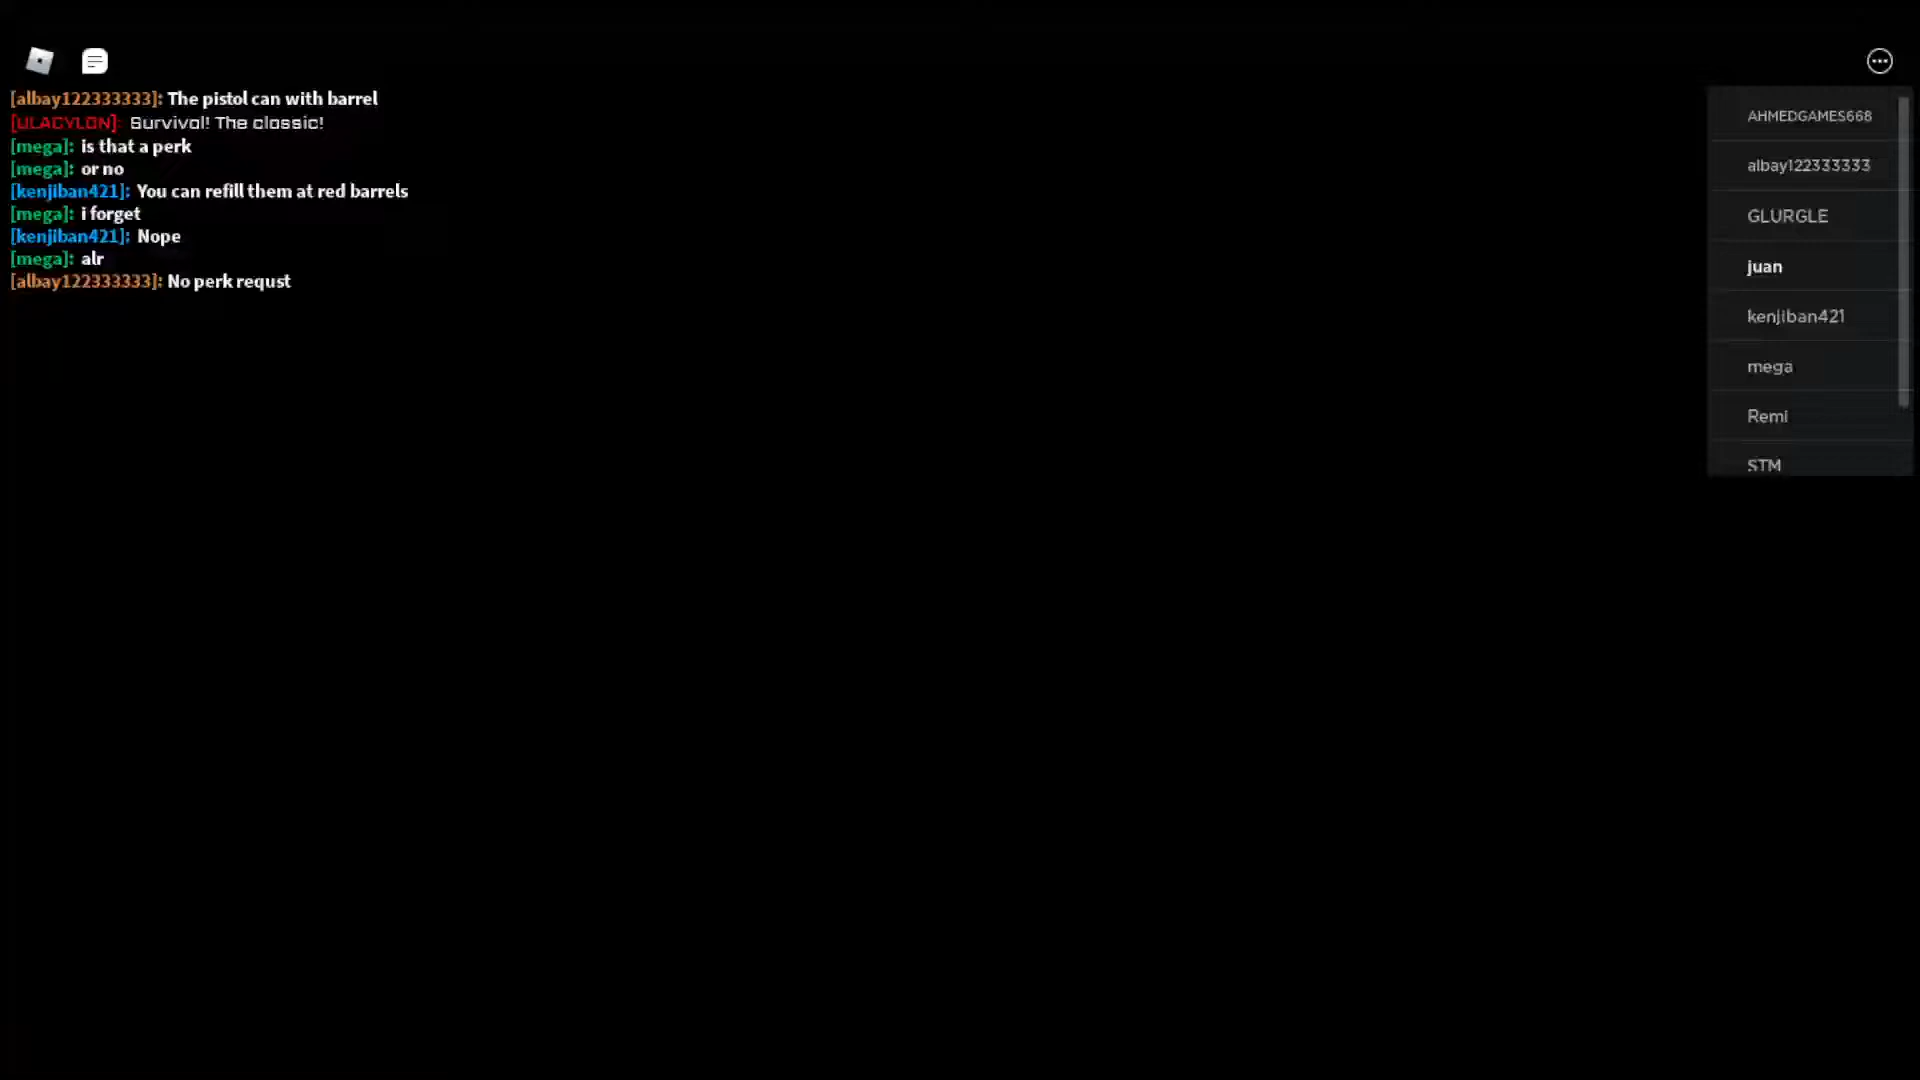 [albay122333333]: The pistol can with barrel
[ULACYLON]: Survival! The classic!
[mega]: is that a perk
[mega]: or no
[kenjiban421]: You can refill them at red barrels
[mega]: i forget
[kenjiban421]: Nope
[mega]: alr
[albay122333333]: No perk requst
AHMEDGAMES668
albay122333333
GLURGLE
juan
kenjiban421
mega
Remi
STM